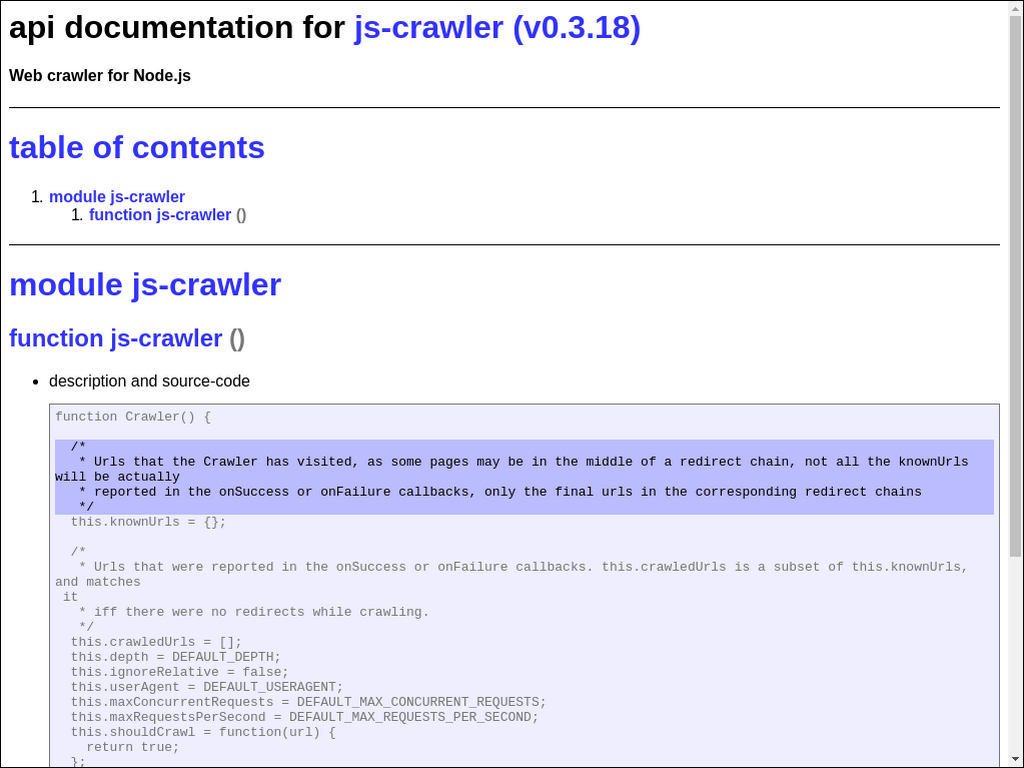 api documentation for js-crawler (v0.3.18)
Web crawler for Node.js
table of contents
1. module js-crawler
1. function js-crawler ()
module js-crawler
function js-crawler ()
• description and source-code
function Crawler() {
/*
* Urls that the Crawler has visited, as some pages may be in the middle of a redirect chain, not all the knownUrls
will be actually
* reported in the onSuccess or onFailure callbacks, only the final urls in the corresponding redirect chains
*/
this.knownUrls = {};
/*
* Urls that were reported in the onSuccess or onFailure callbacks. this.crawledUrls is a subset of this.knownUrls,
and matches
it
* iff there were no redirects while crawling.
*/
this.crawledUrls = [];
this.depth = DEFAULT_DEPTH;
this.ignoreRelative = false;
this.userAgent = DEFAULT_USERAGENT;
this.maxConcurrentRequests = DEFAULT_MAX_CONCURRENT_REQUESTS;
this.maxRequestsPerSecond = DEFAULT_MAX_REQUESTS_PER_SECOND;
this.shouldCrawl = function(url) {
return true;
};